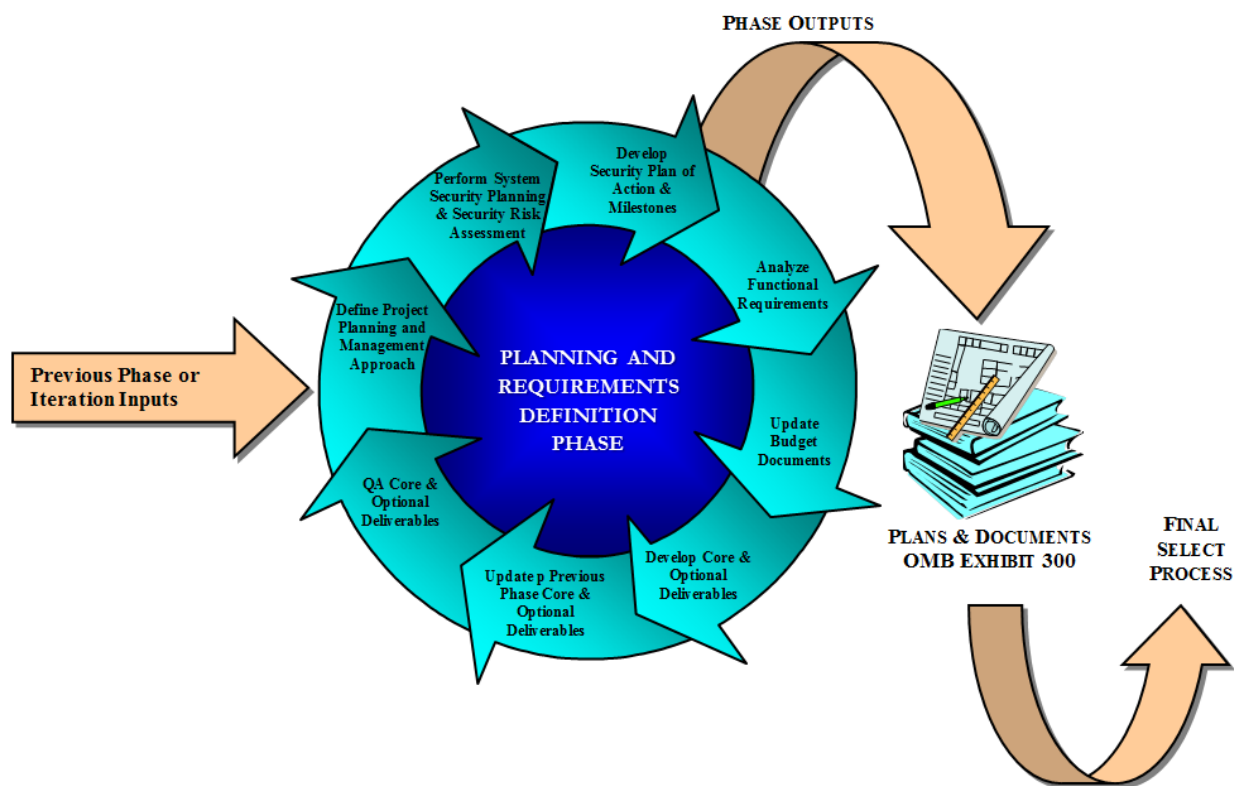 PHASE OUTPUTS
Previous Phase or
Iteration Inputs
Define Project
Planning and
Management
Approach
Perform System
Security Planning
& Security Risk
Assessment
Develop
Security Plan of
Action &
Milestones
Analyze
Functional
Requirements
Update
Budget
Documents
Develop Core &
Optional
Deliverables
Update p Previous
Phase Core &
Optional
Deliverables
QA Core &
Optional
Deliverables
PLANNING AND
REQUIREMENTS
DEFINITION
PHASE
PLANS & DOCUMENTS
OMB EXHIBIT 300
FINAL
SELECT
PROCESS